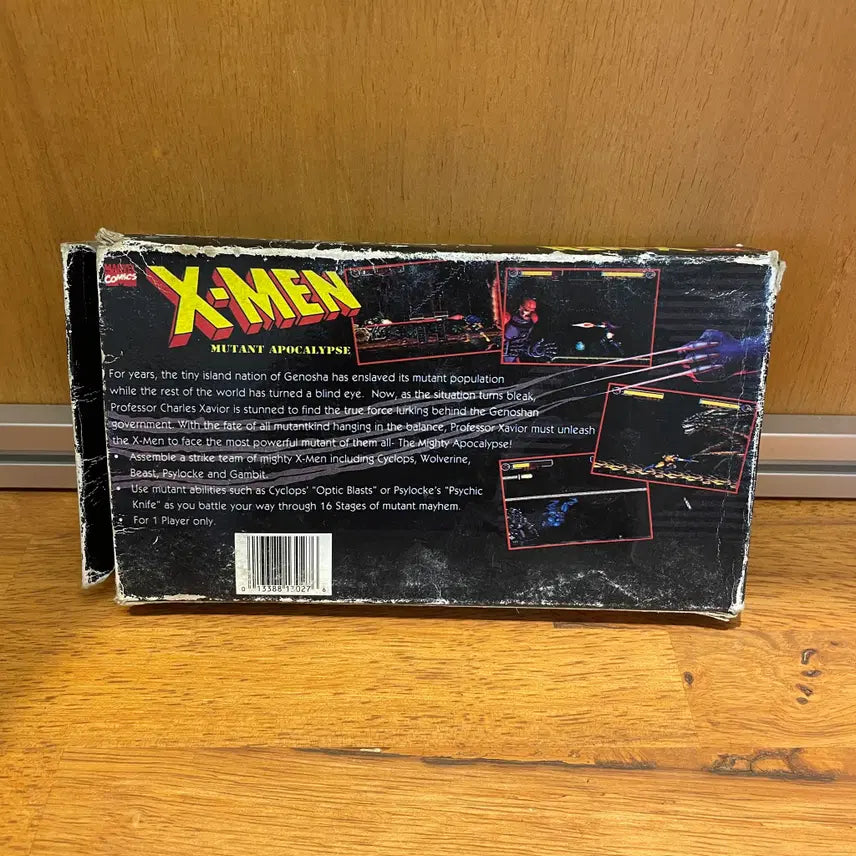 MARVEL
COMICS
X-MEN
MUTANT APOCALYPSE
For years, the tiny island nation of Genosha has enslaved its mutant population
while the rest of the world has turned a blind eye. Now, as the situation turns bleak,
Professor Charles Xavior is stunned to find the true force lurking behind the Genoshan
government. With the fate of all mutantkind hanging in the balance, Professor Xavior must unleash
the X-Men to face the most powerful mutant of them all- The Mighty Apocalypse!
• Assemble a strike team of mighty X-Men including Cyclops, Wolverine,
Beast, Psylocke and Gambit.
• Use mutant abilities such as Cyclops' "Optic Blasts" or Psylocke's "Psychic
Knife" as you battle your way through 16 Stages of mutant mayhem.
• For 1 Player only.
0 13388 13027 6